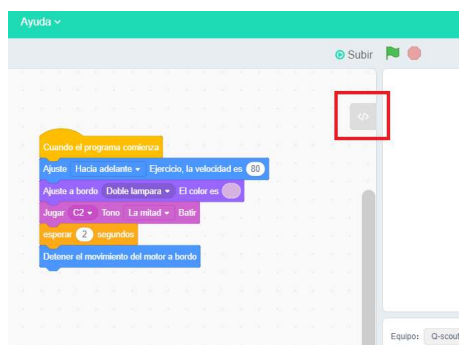 Ayuda
Subir
</>
Cuando el programa comienza
Ajuste Hacia adelante Ejercicio, la velocidad es 80
Ajuste a bordo Doble lampara El color es
Jugar C2 Tono La mitad Batir
esperar 2 segundos
Detener el movimiento del motor a bordo
Equipo: Q-scout